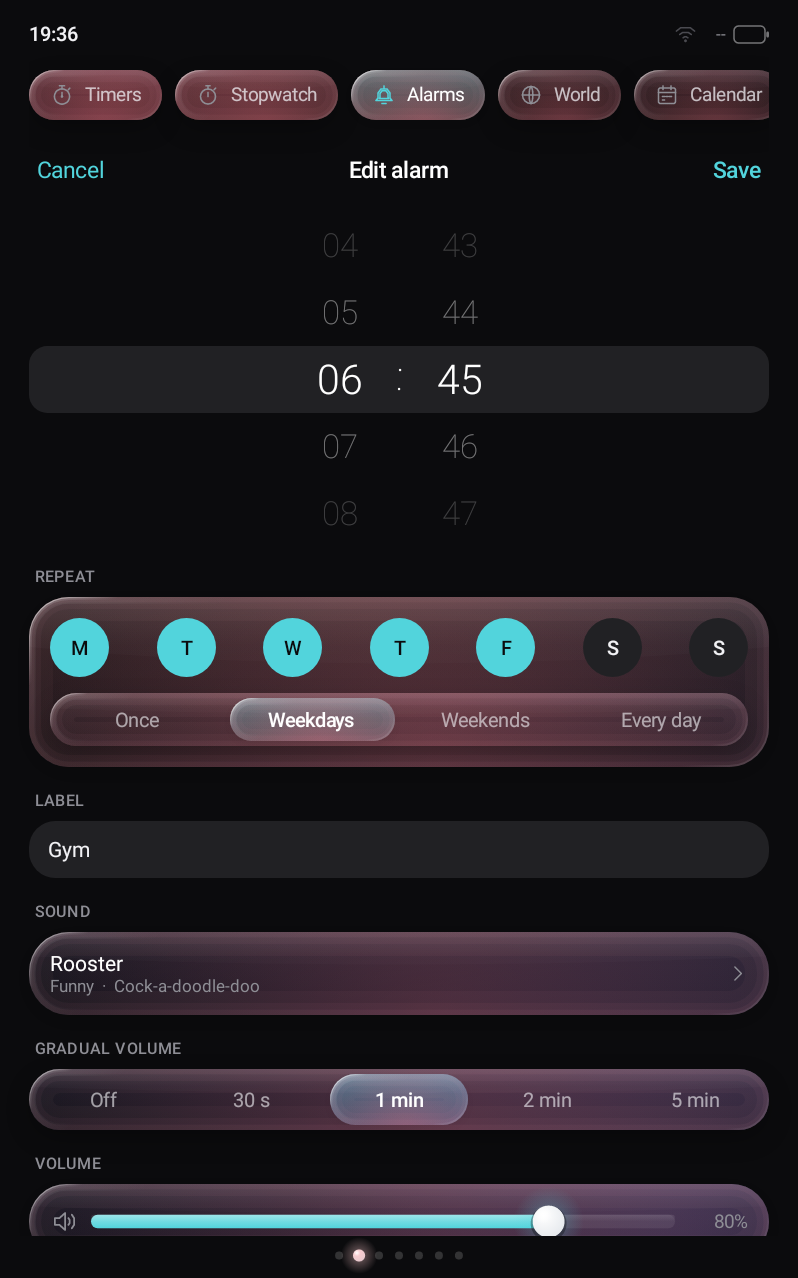 19:36 --
Timers Stopwatch Alarms World Calendar
Cancel Edit alarm Save
04 43
05 44
06 : 45
07 46
08 47
REPEAT
M T W T F S S
Once Weekdays Weekends Every day
LABEL
Gym
SOUND
Rooster
Funny · Cock-a-doodle-doo
GRADUAL VOLUME
Off 30 s 1 min 2 min 5 min
VOLUME
80%